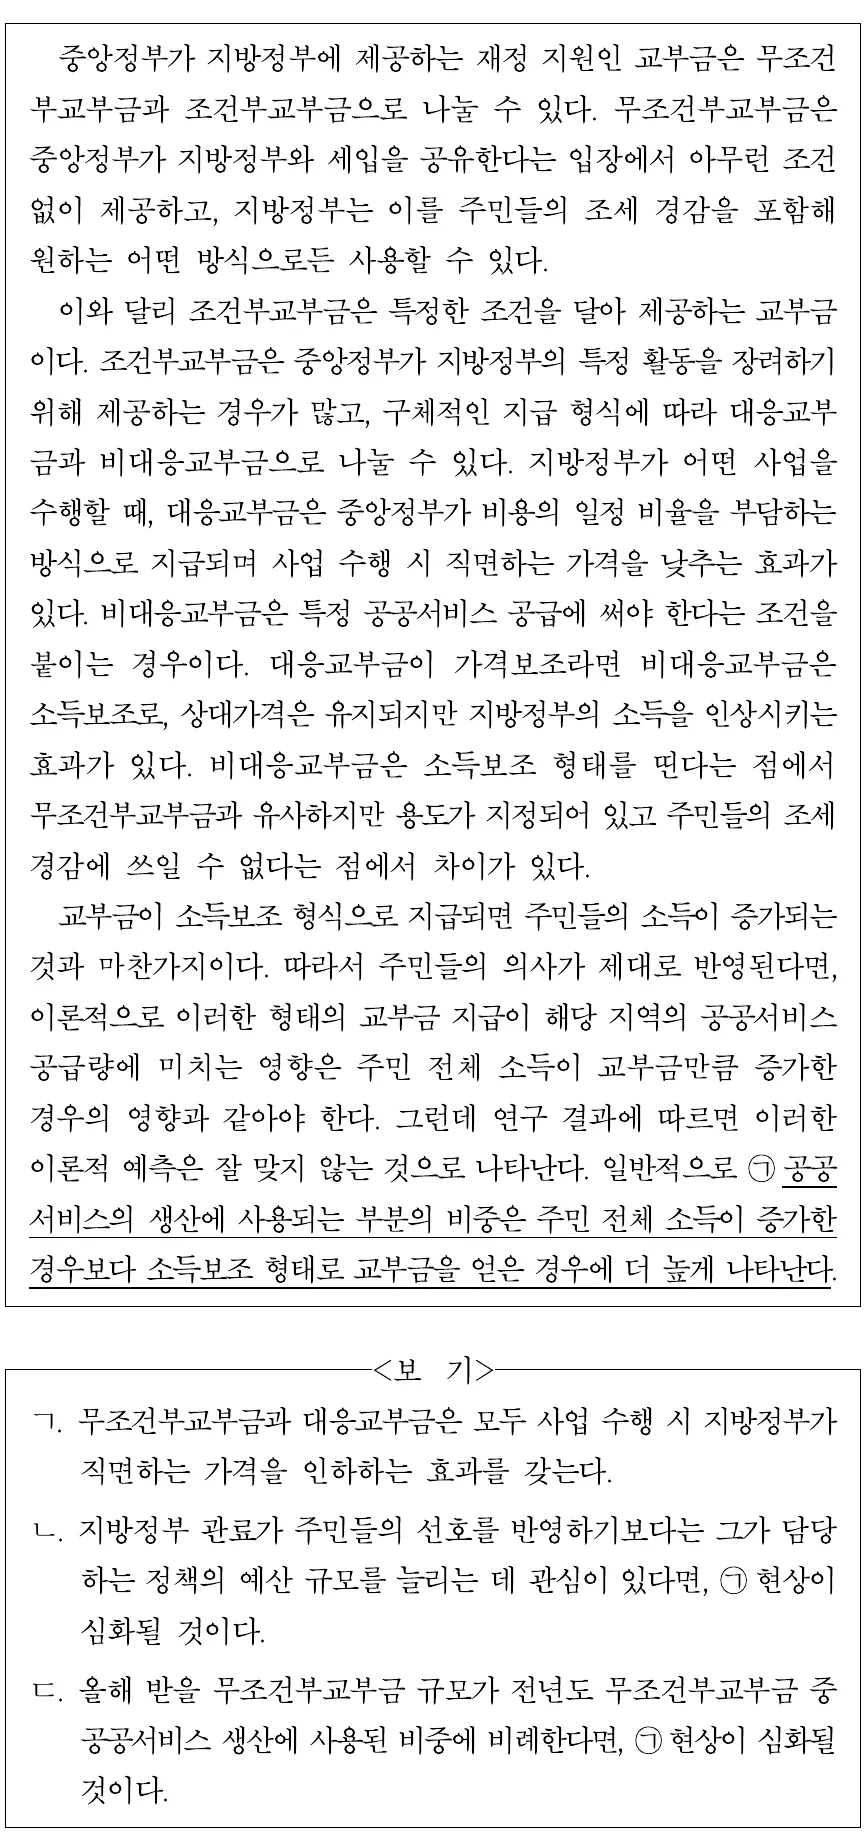 중앙정부가 지방정부에 제공하는 재정 지원인 교부금은 무조건
부교부금과 조건부교부금으로 나눌 수 있다. 무조건부교부금은
중앙정부가 지방정부와 세입을 공유한다는 입장에서 아무런 조건
없이 제공하고, 지방정부는 이를 주민들의 조세 경감을 포함해
원하는 어떤 방식으로든 사용할 수 있다.
이와 달리 조건부교부금은 특정한 조건을 달아 제공하는 교부금
이다. 조건부교부금은 중앙정부가 지방정부의 특정 활동을 장려하기
위해 제공하는 경우가 많고, 구체적인 지급 형식에 따라 대응교부
금과 비대응교부금으로 나눌 수 있다. 지방정부가 어떤 사업을
수행할 때, 대응교부금은 중앙정부가 비용의 일정 비율을 부담하는
방식으로 지급되며 사업 수행 시 직면하는 가격을 낮추는 효과가
있다. 비대응교부금은 특정 공공서비스 공급에 써야 한다는 조건을
붙이는 경우이다. 대응교부금이 가격보조라면 비대응교부금은
소득보조로, 상대가격은 유지되지만 지방정부의 소득을 인상시키는
효과가 있다. 비대응교부금은 소득보조 형태를 띤다는 점에서
무조건부교부금과 유사하지만 용도가 지정되어 있고 주민들의 조세
경감에 쓰일 수 없다는 점에서 차이가 있다.
교부금이 소득보조 형식으로 지급되면 주민들의 소득이 증가되는
것과 마찬가지이다. 따라서 주민들의 의사가 제대로 반영된다면,
이론적으로 이러한 형태의 교부금 지급이 해당 지역의 공공서비스
공급량에 미치는 영향은 주민 전체 소득이 교부금만큼 증가한
경우의 영향과 같아야 한다. 그런데 연구 결과에 따르면 이러한
이론적 예측은 잘 맞지 않는 것으로 나타난다. 일반적으로 ㉠ 공공
서비스의 생산에 사용되는 부분의 비중은 주민 전체 소득이 증가한
경우보다 소득보조 형태로 교부금을 얻은 경우에 더 높게 나타난다.
<보 기>
ㄱ. 무조건부교부금과 대응교부금은 모두 사업 수행 시 지방정부가
직면하는 가격을 인하하는 효과를 갖는다.
ㄴ. 지방정부 관료가 주민들의 선호를 반영하기보다는 그가 담당
하는 정책의 예산 규모를 늘리는 데 관심이 있다면, ㉠ 현상이
심화될 것이다.
ㄷ. 올해 받을 무조건부교부금 규모가 전년도 무조건부교부금 중
공공서비스 생산에 사용된 비중에 비례한다면, ㉠ 현상이 심화될
것이다.